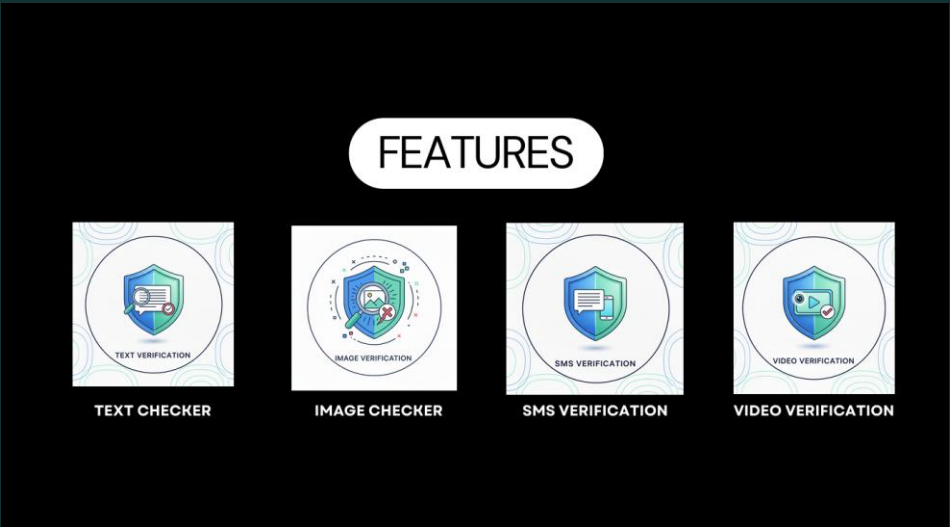 FEATURES
TEXT VERIFICATION
IMAGE VERIFICATION
SMS VERIFICATION
VIDEO VERIFICATION
TEXT CHECKER
IMAGE CHECKER
SMS VERIFICATION
VIDEO VERIFICATION